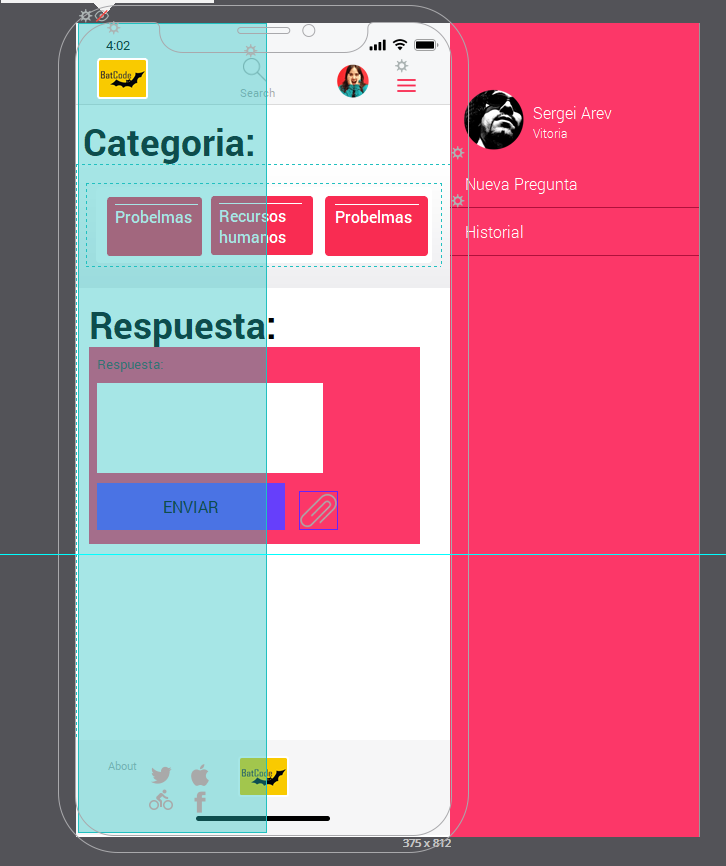 4:02
BatCode
Search
Sergei Arev
Vitoria
Categoria:
Nueva Pregunta
Probelmas
Recursos
humanos
Probelmas
Historial
Respuesta:
Respuesta:
ENVIAR
About
BatCode
375 x 812